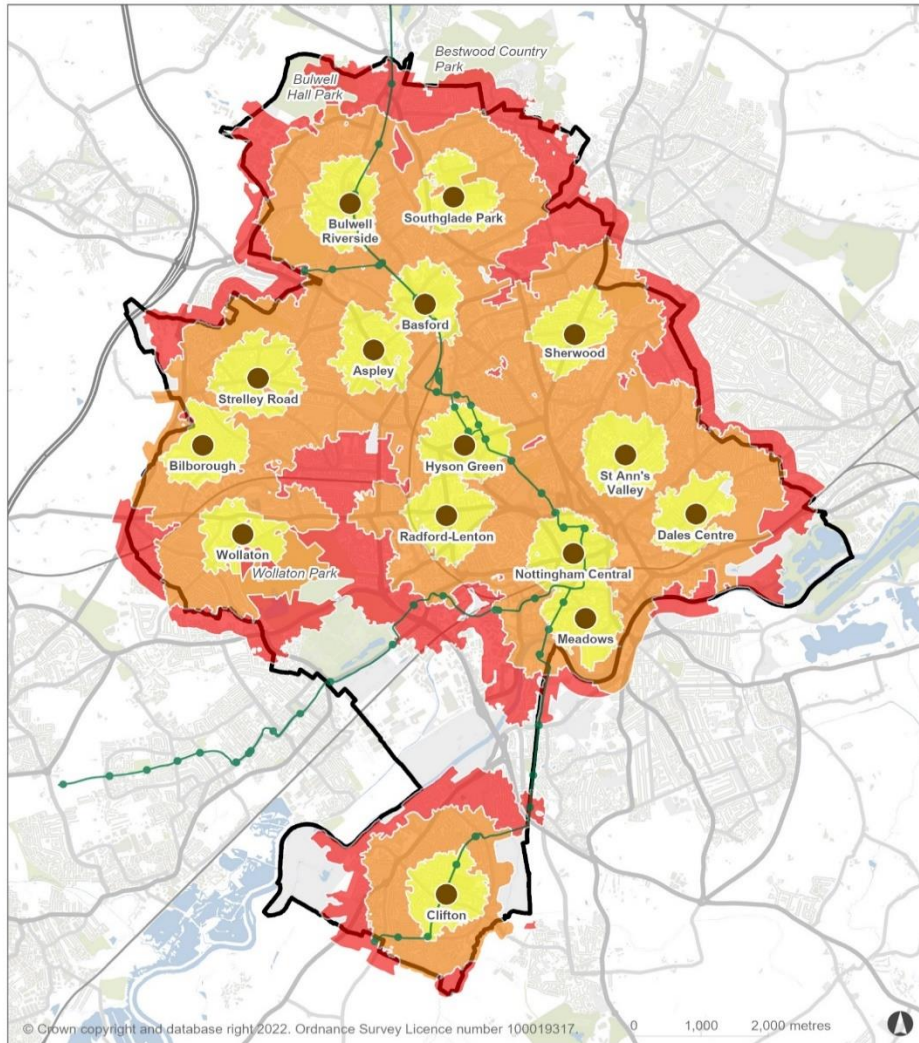 Bestwood Country
Park
Bulwell
Hall Park
Bulwell
Riverside
Southglade Park
Basford
Sherwood
Aspley
Strelley Road
Bilborough
Hyson Green
St Ann's
Valley
Radford-Lenton
Dales Centre
Wollaton
Nottingham Central
Wollaton Park
Meadows
Clifton
© Crown copyright and database right 2022. Ordnance Survey Licence number 100019317.
0 1,000 2,000 metres